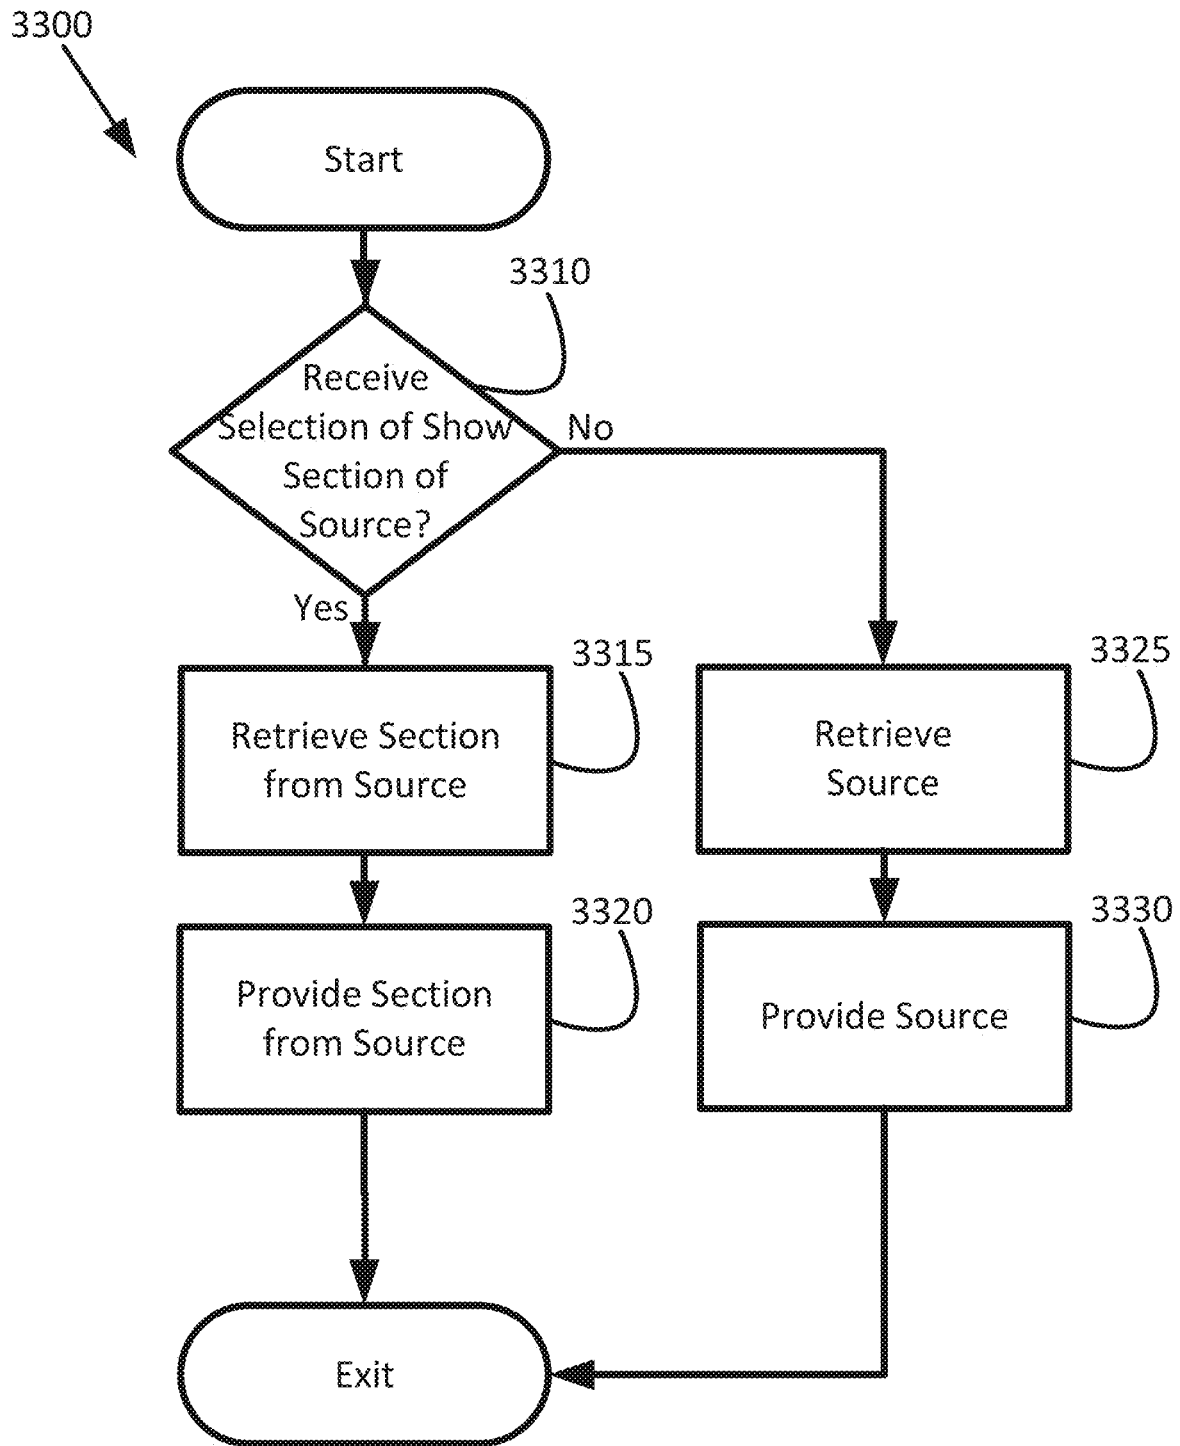 3300
Start
3310
Receive
Selection of Show
Section of
Source?
No
Yes
3315
Retrieve Section
from Source
3325
Retrieve
Source
3320
Provide Section
from Source
3330
Provide Source
Exit